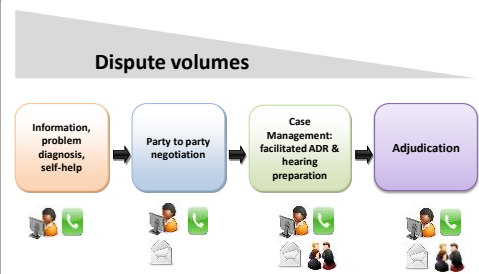 Dispute volumes
Information,
problem
diagnosis,
self-help
Party to party
negotiation
Case
Management:
facilitated ADR &
hearing
preparation
Adjudication